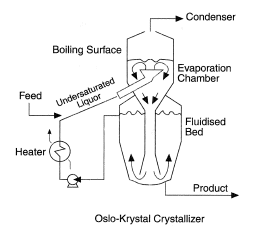 Condenser
Boiling Surface
Evaporation
Chamber
Undersaturated
Liquor
Feed
Fluidised
Bed
Heater
Product
Oslo-Krystal Crystallizer